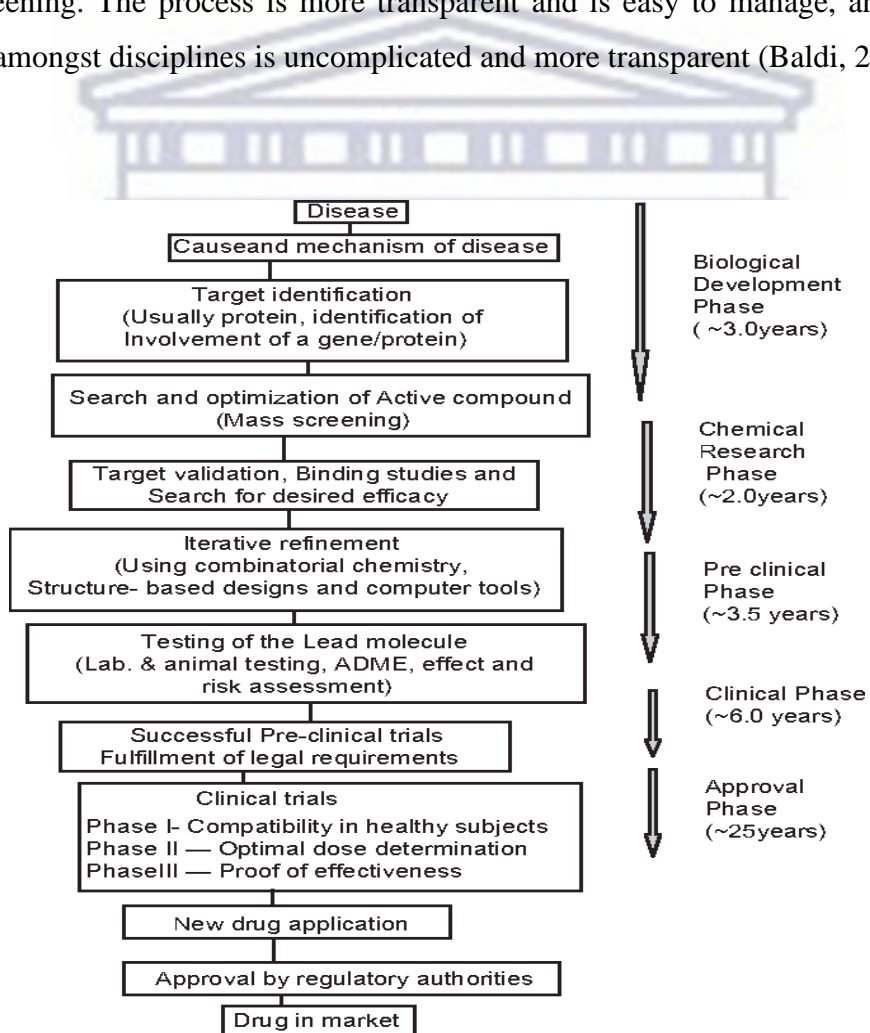 eening. The process is more transparent and is easy to manage, an
amongst disciplines is uncomplicated and more transparent (Baldi, 2
Disease
Causeand mechanism of disease
Target identification
(Usually protein, identification of
Involvement of a gene/protein)
Search and optimization of Active compound
(Mass screening)
Target validation, Binding studies and
Search for desired efficacy
Iterative refinement
(Using combinatorial chemistry,
Structure- based designs and computer tools)
Testing of the Lead molecule
(Lab. & animal testing, ADME, effect and
risk assessment)
Successful Pre-clinical trials
Fulfillment of legal requirements
Clinical trials
Phase I- Compatibility in healthy subjects
Phase II — Optimal dose determination
PhaseIII — Proof of effectiveness
New drug application
Approval by regulatory authorities
Drug in market
Biological
Development
Phase
( ~3.0years)
Chemical
Research
Phase
(~2.0years)
Pre clinical
Phase
(~3.5 years)
Clinical Phase
(~6.0 years)
Approval
Phase
(~25years)